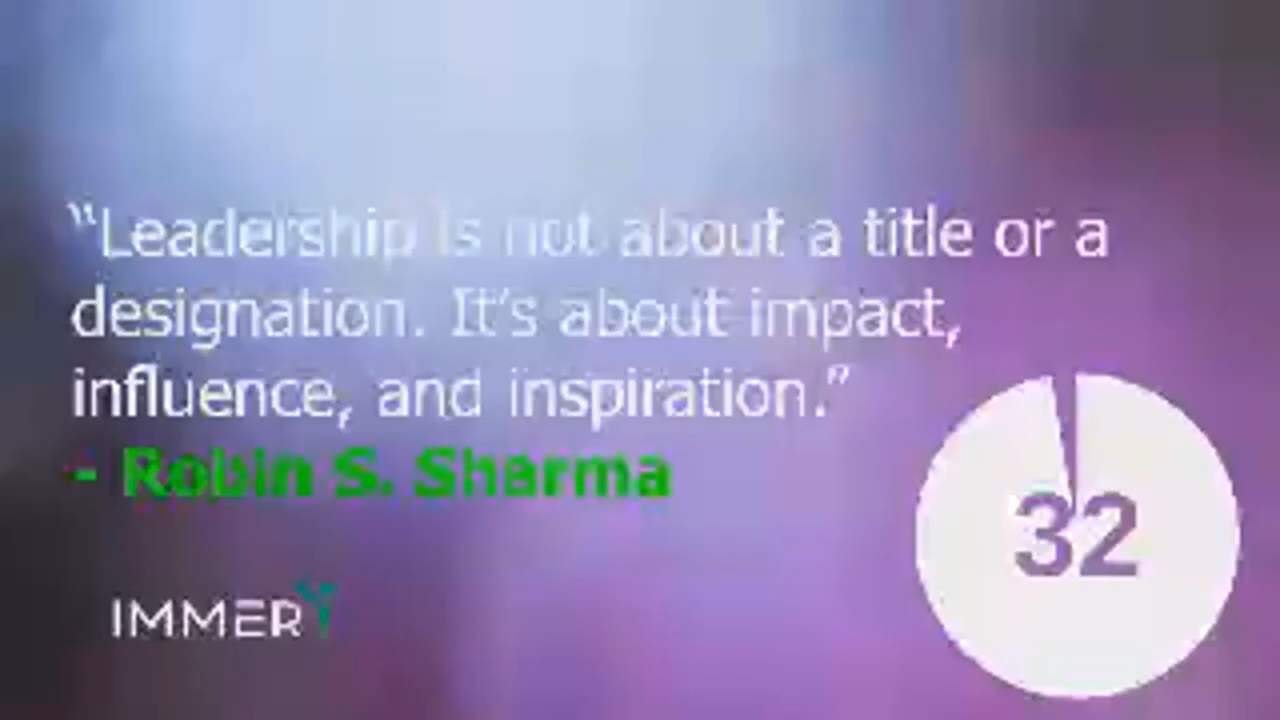 “Leadership is not about a title or a
designation. It’s about impact,
influence, and inspiration.”
- Robin S. Sharma
32
IMMERY